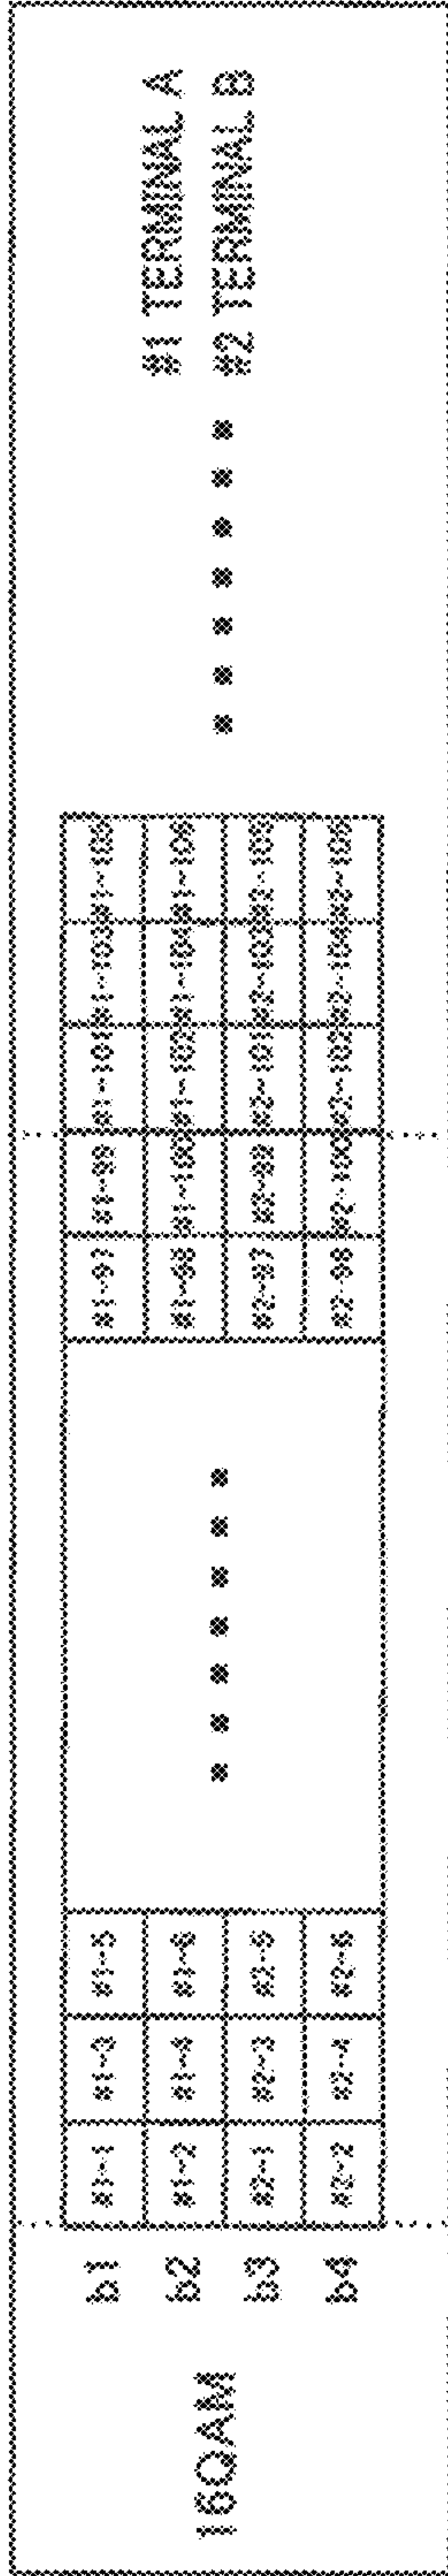 #1 TERMINAL A
#2 TERMINAL B
16QAM
b1 #1-1 #1-3 #1-5 #1-97 #1-99 #1-101 #1-103 #1-105
b2 #1-2 #1-4 #1-6 #1-98 #1-100 #1-102 #1-104 #1-106
b3 #2-1 #2-3 #2-5 #2-97 #2-99 #2-101 #2-103 #2-105
b4 #2-2 #2-4 #2-6 #2-98 #2-100 #2-102 #2-104 #2-106